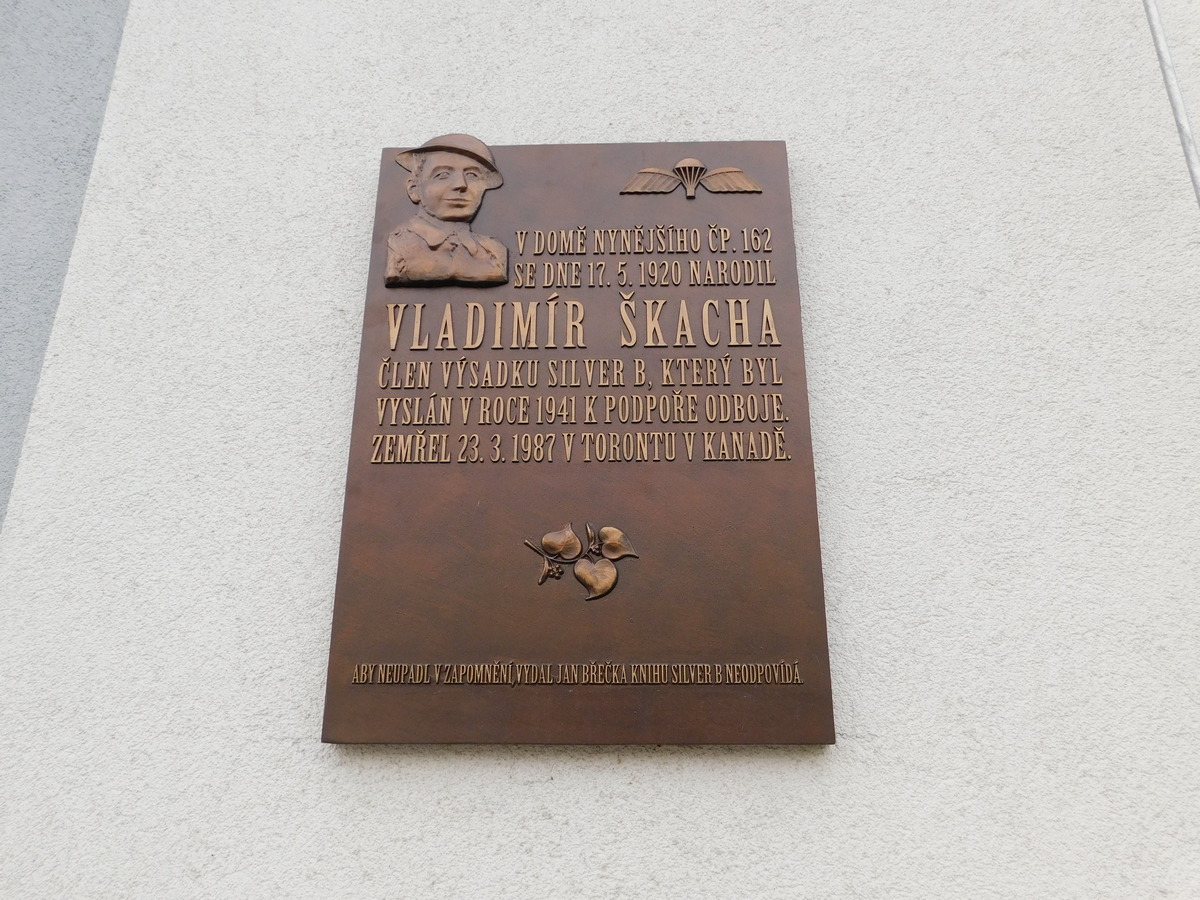 V DOMĚ NYNĚJŠÍHO ČP. 162
SE DNE 17. 5. 1920 NARODIL
VLADIMÍR ŠKACHA
ČLEN VÝSADKU SILVER B, KTERÝ BYL
VYSLÁN V ROCE 1941 K PODPOŘE ODBOJE.
ZEMŘEL 23. 3. 1987 V TORONTU V KANADĚ.
ABY NEUPADL V ZAPOMNĚNÍ, VYDAL JAN BŘEČKA KNIHU SILVER B NEODPOVÍDÁ.